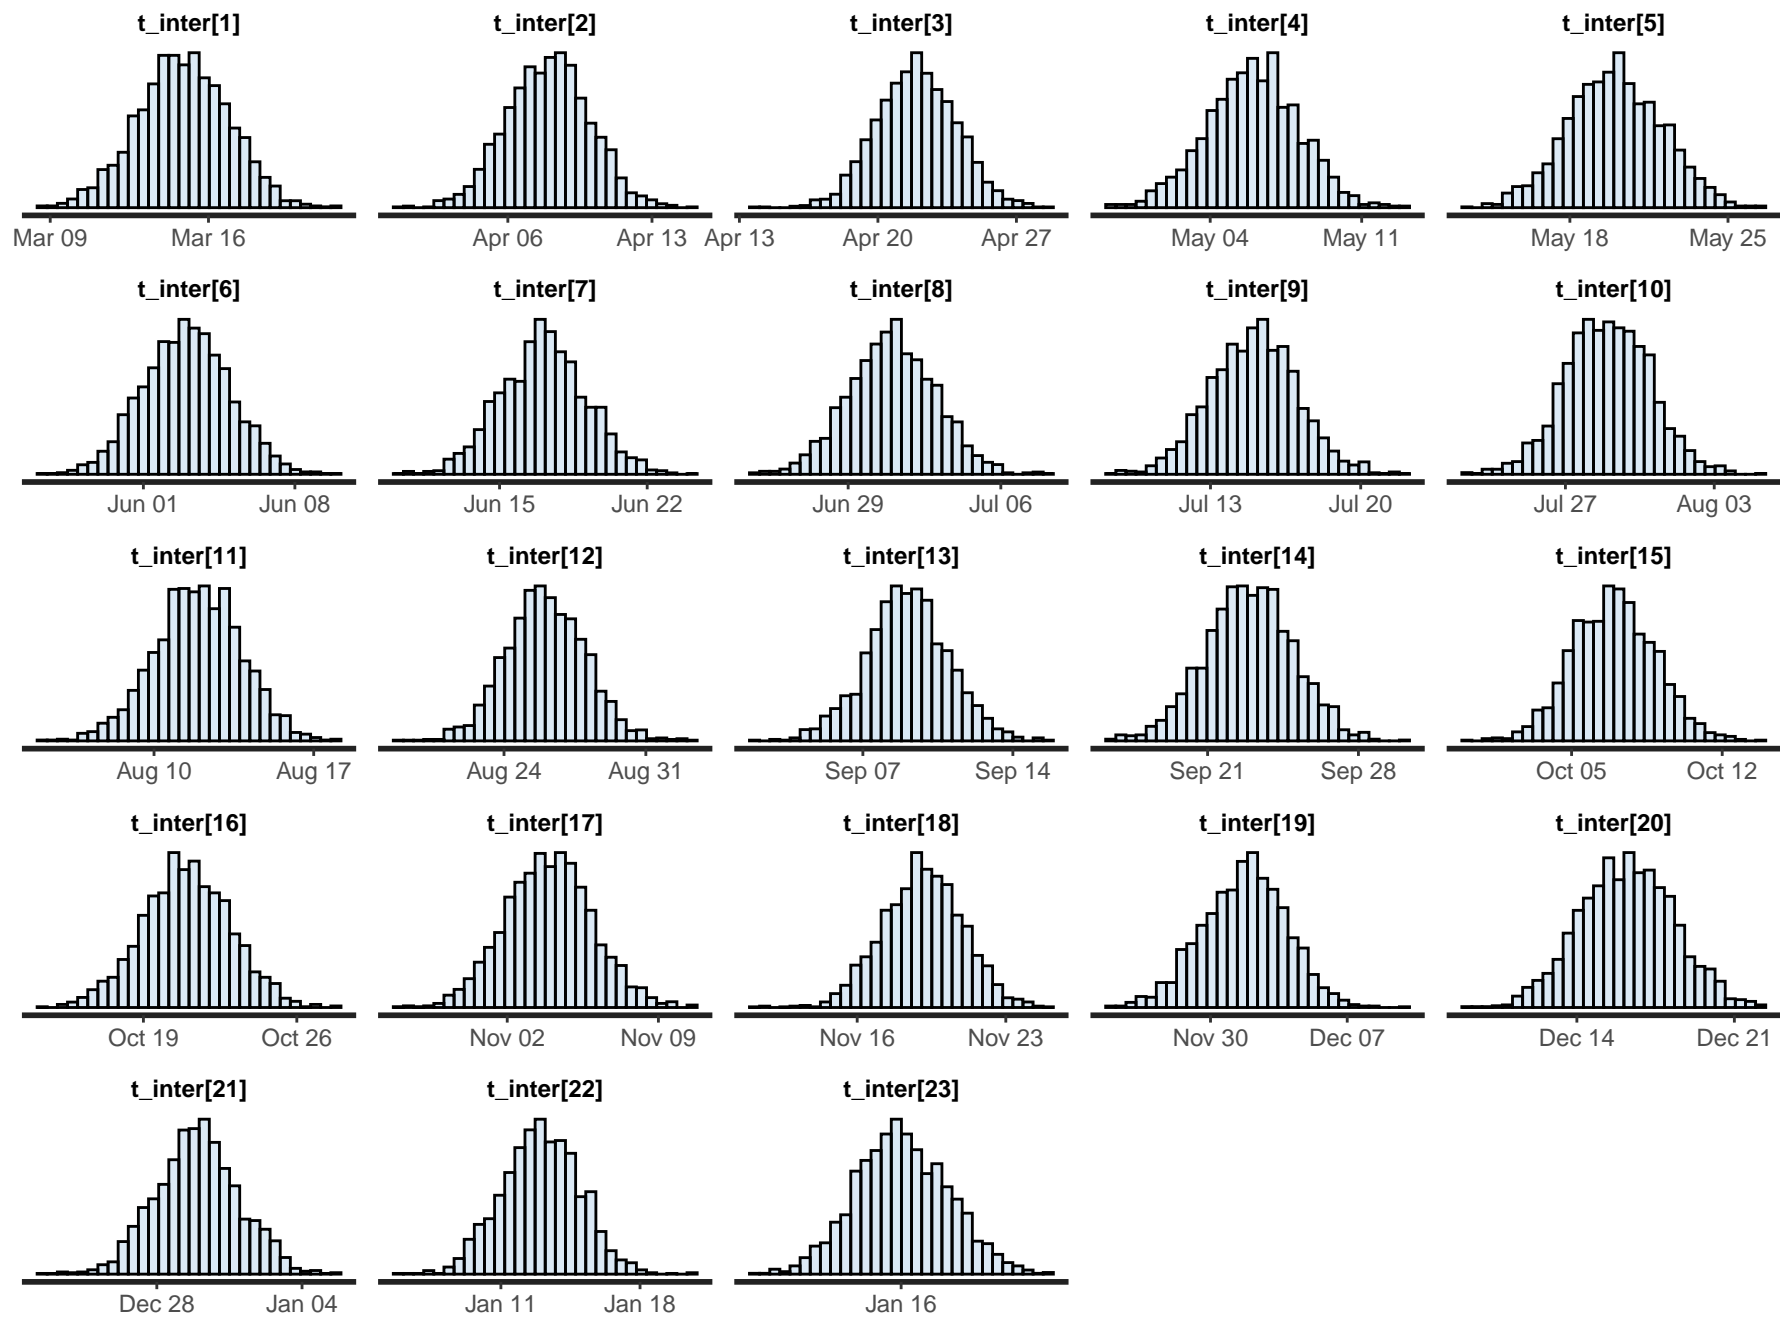 t_inter[1] t_inter[2] t_inter[3] t_inter[4] t_inter[5]
Mar 09 Mar 16 Apr 06 Apr 13 Apr 13 Apr 20 Apr 27 May 04 May 11 May 18 May 25
t_inter[6] t_inter[7] t_inter[8] t_inter[9] t_inter[10]
Jun 01 Jun 08 Jun 15 Jun 22 Jun 29 Jul 06 Jul 13 Jul 20 Jul 27 Aug 03
t_inter[11] t_inter[12] t_inter[13] t_inter[14] t_inter[15]
Aug 10 Aug 17 Aug 24 Aug 31 Sep 07 Sep 14 Sep 21 Sep 28 Oct 05 Oct 12
t_inter[16] t_inter[17] t_inter[18] t_inter[19] t_inter[20]
Oct 19 Oct 26 Nov 02 Nov 09 Nov 16 Nov 23 Nov 30 Dec 07 Dec 14 Dec 21
t_inter[21] t_inter[22] t_inter[23]
Dec 28 Jan 04 Jan 11 Jan 18 Jan 16